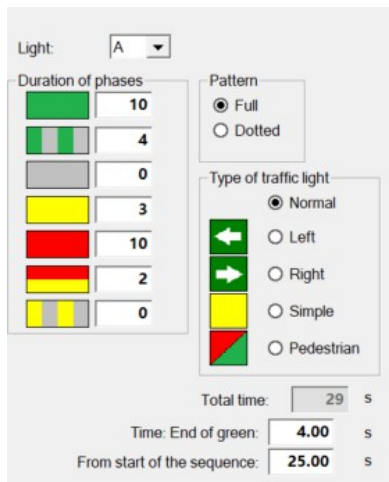 Light: A
Duration of phases
10
4
0
3
10
2
0
Pattern
Full
Dotted
Type of traffic light
Normal
Left
Right
Simple
Pedestrian
Total time: 29 s
Time: End of green: 4.00 s
From start of the sequence: 25.00 s